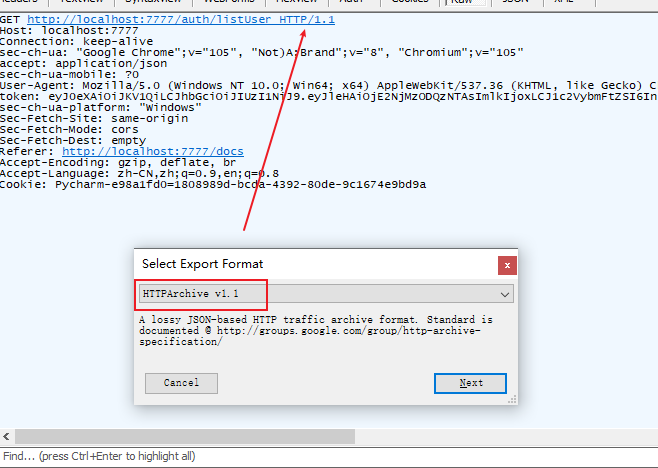 Headers TextView SyntaxView WebForms HexView Auth Cookies Raw JSON XML
GET http://localhost:7777/auth/listUser HTTP/1.1
Host: localhost:7777
Connection: keep-alive
sec-ch-ua: "Google Chrome";v="105", "Not)A;Brand";v="8", "Chromium";v="105"
accept: application/json
sec-ch-ua-mobile: ?0
User-Agent: Mozilla/5.0 (Windows NT 10.0; Win64; x64) AppleWebKit/537.36 (KHTML, like Gecko) C
token: eyJ0eXAiOiJKV1QiLCJhbGciOiJIUzI1NiJ9.eyJleHAiOjE2NjMzODQzNTAsImlkIjoxLCJ1c2VybmFtZSI6In
sec-ch-ua-platform: "Windows"
Sec-Fetch-Site: same-origin
Sec-Fetch-Mode: cors
Sec-Fetch-Dest: empty
Referer: http://localhost:7777/docs
Accept-Encoding: gzip, deflate, br
Accept-Language: zh-CN,zh;q=0.9,en;q=0.8
Cookie: Pycharm-e98a1fd0=1808989d-bcda-4392-80de-9c1674e9bd9a
Select Export Format
x
HTTPArchive v1.1
A lossy JSON-based HTTP traffic archive format. Standard is
documented @ http://groups.google.com/group/http-archive-
specification/
Cancel
Next
Find... (press Ctrl+Enter to highlight all)